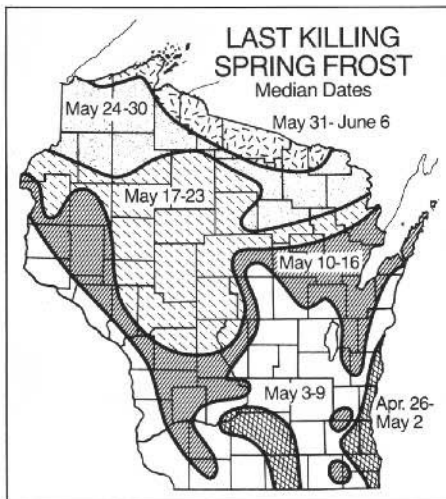 LAST KILLING
SPRING FROST
Median Dates
May 24-30
May 31- June 6
May 17-23
May 10-16
May 3-9
Apr. 26-
May 2